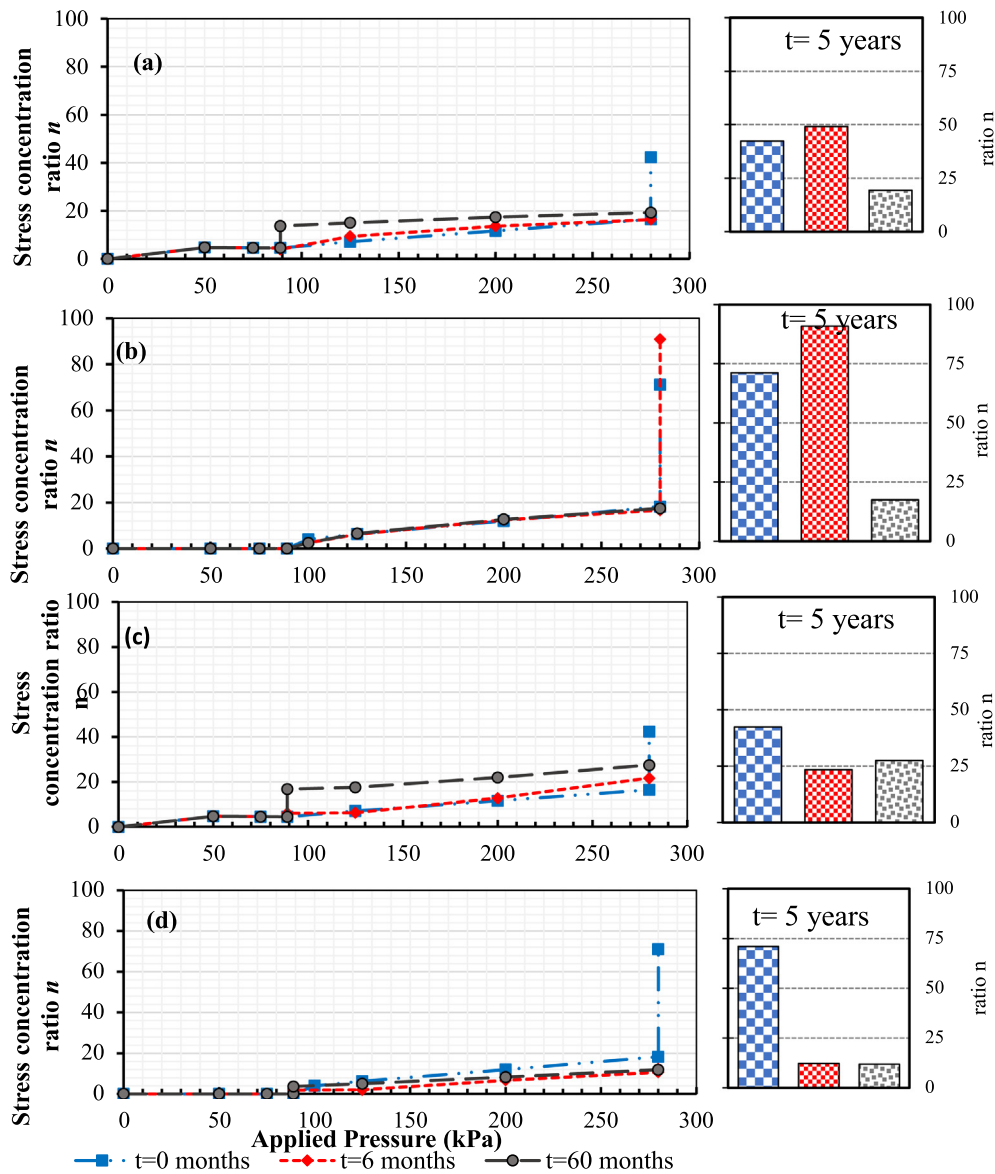 100
80
60
40
20
0
Stress concentration
ratio n
(a)
0
50
100
150
200
250
300
t= 5 years
100
75
50
25
0
ratio n
100
80
60
40
20
0
Stress concentration
ratio n
(b)
0
50
100
150
200
250
300
t= 5 years
100
75
50
25
0
ratio n
100
80
60
40
20
0
Stress
concentration ratio
n
(c)
0
50
100
150
200
250
300
t= 5 years
100
75
50
25
0
ratio n
100
80
60
40
20
0
Stress concentration
ratio n
(d)
0
50
100
150
200
250
300
t= 5 years
100
75
50
25
0
ratio n
Applied Pressure (kPa)
t=0 months
t=6 months
t=60 months